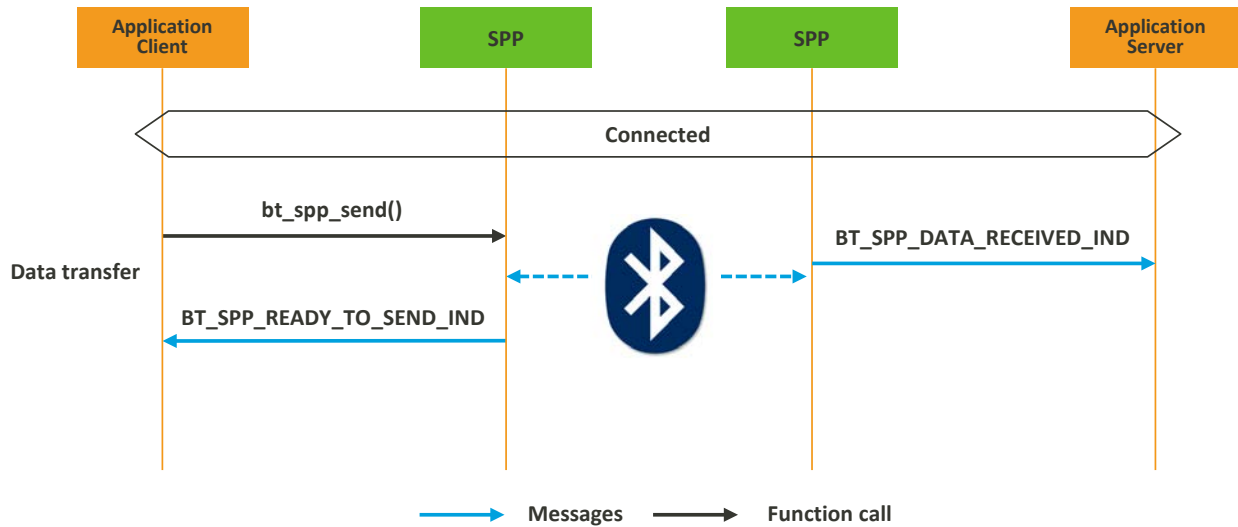 Application
Client
SPP
SPP
Application
Server
Connected
bt_spp_send()
BT_SPP_DATA_RECEIVED_IND
Data transfer
BT_SPP_READY_TO_SEND_IND
Messages
Function call